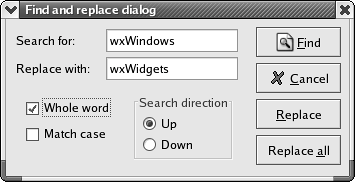 Find and replace dialog
Search for: wxWindows
Find
Replace with: wxWidgets
Cancel
Whole word
Search direction
Up
Replace
Match case
Down
Replace all